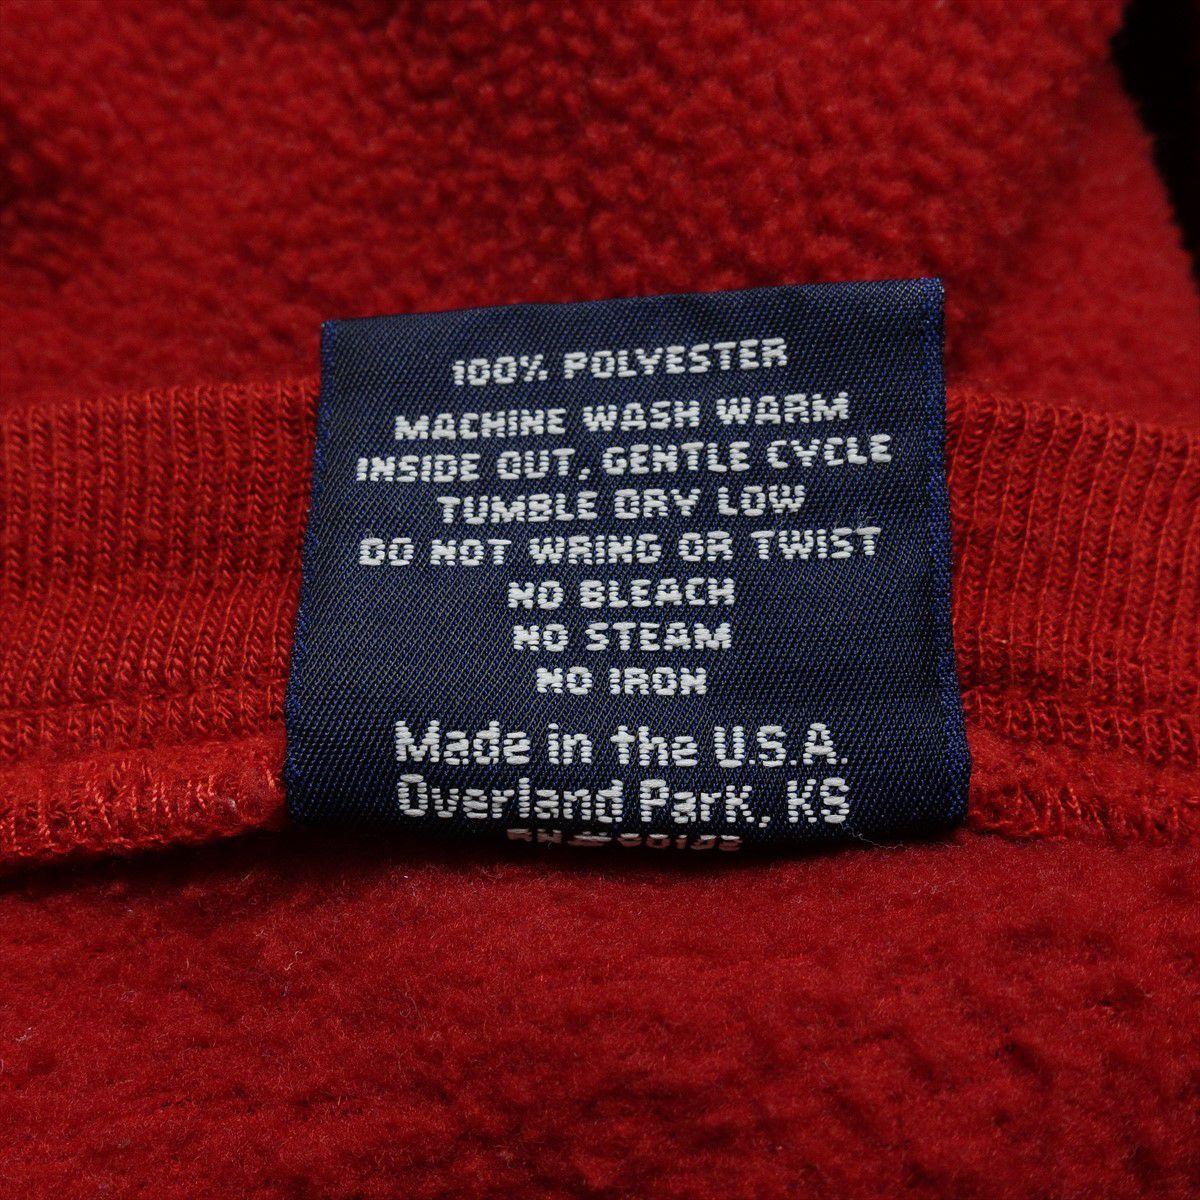 100% POLYESTER
MACHINE WASH WARM
INSIDE OUT, GENTLE CYCLE
TUMBLE DRY LOW
DO NOT WRING OR TWIST
NO BLEACH
NO STEAM
NO IRON
Made in the U.S.A.
Overland Park, KS